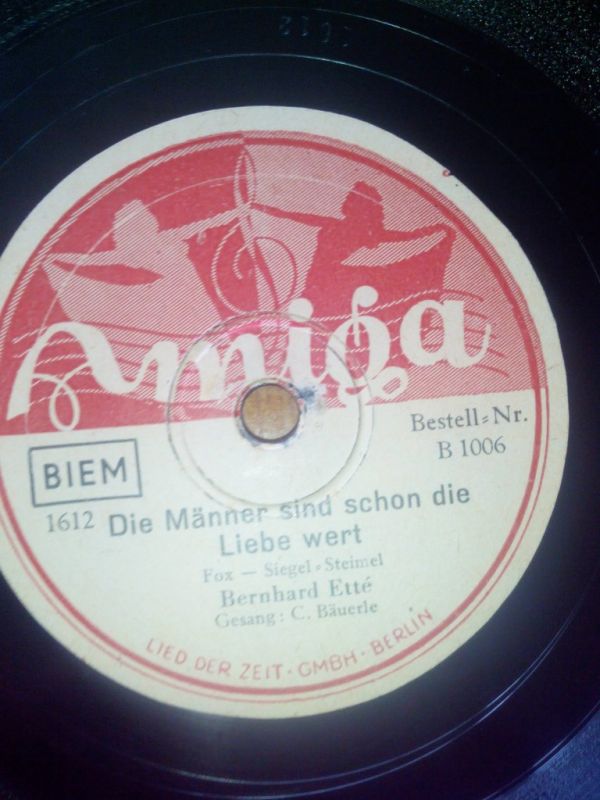 1612
Amiga
Bestell-Nr.
B 1006
BIEM
1612 Die Männer sind schon die
Liebe wert
Fox — Siegel-Steimel
Bernhard Etté
Gesang: C. Bäuerle
LIED DER ZEIT · GMBH · BERLIN